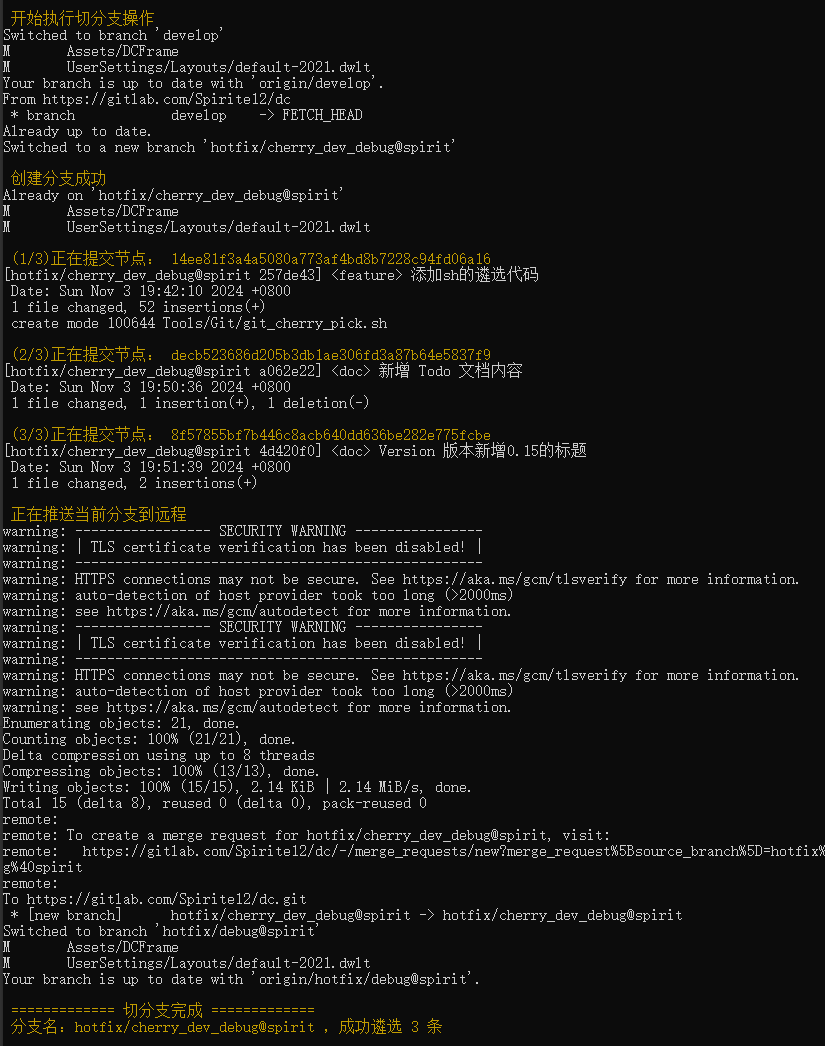 开始执行切分支操作
Switched to branch 'develop'
M       Assets/DCFrame
M       UserSettings/Layouts/default-2021.dwlt
Your branch is up to date with 'origin/develop'.
From https://gitlab.com/Spirite12/dc
 * branch            develop    -> FETCH_HEAD
Already up to date.
Switched to a new branch 'hotfix/cherry_dev_debug@spirit'
创建分支成功
Already on 'hotfix/cherry_dev_debug@spirit'
M       Assets/DCFrame
M       UserSettings/Layouts/default-2021.dwlt
(1/3)正在提交节点： 14ee81f3a4a5080a773af4bd8b7228c94fd06a16
[hotfix/cherry_dev_debug@spirit 257de43] <feature> 添加sh的遴选代码
 Date: Sun Nov 3 19:42:10 2024 +0800
 1 file changed, 52 insertions(+)
 create mode 100644 Tools/Git/git_cherry_pick.sh
(2/3)正在提交节点： decb523686d205b3db1ae306fd3a87b64e5837f9
[hotfix/cherry_dev_debug@spirit a062e22] <doc> 新增 Todo 文档内容
 Date: Sun Nov 3 19:50:36 2024 +0800
 1 file changed, 1 insertion(+), 1 deletion(-)
(3/3)正在提交节点： 8f57855bf7b446c8acb640dd636be282e775fcbe
[hotfix/cherry_dev_debug@spirit 4d420f0] <doc> Version 版本新增0.15的标题
 Date: Sun Nov 3 19:51:39 2024 +0800
 1 file changed, 2 insertions(+)
正在推送当前分支到远程
warning: ----------------- SECURITY WARNING ----------------
warning: | TLS certificate verification has been disabled! |
warning: ---------------------------------------------------
warning: HTTPS connections may not be secure. See https://aka.ms/gcm/tlsverify for more information.
warning: auto-detection of host provider took too long (>2000ms)
warning: see https://aka.ms/gcm/autodetect for more information.
warning: ----------------- SECURITY WARNING ----------------
warning: | TLS certificate verification has been disabled! |
warning: ---------------------------------------------------
warning: HTTPS connections may not be secure. See https://aka.ms/gcm/tlsverify for more information.
warning: auto-detection of host provider took too long (>2000ms)
warning: see https://aka.ms/gcm/autodetect for more information.
Enumerating objects: 21, done.
Counting objects: 100% (21/21), done.
Delta compression using up to 8 threads
Compressing objects: 100% (13/13), done.
Writing objects: 100% (15/15), 2.14 KiB | 2.14 MiB/s, done.
Total 15 (delta 8), reused 0 (delta 0), pack-reused 0
remote:
remote: To create a merge request for hotfix/cherry_dev_debug@spirit, visit:
remote:   https://gitlab.com/Spirite12/dc/-/merge_requests/new?merge_request%5Bsource_branch%5D=hotfix%
g%40spirit
remote:
To https://gitlab.com/Spirite12/dc.git
 * [new branch]      hotfix/cherry_dev_debug@spirit -> hotfix/cherry_dev_debug@spirit
Switched to branch 'hotfix/debug@spirit'
M       Assets/DCFrame
M       UserSettings/Layouts/default-2021.dwlt
Your branch is up to date with 'origin/hotfix/debug@spirit'.
============= 切分支完成 =============
分支名：hotfix/cherry_dev_debug@spirit ，成功遴选 3 条